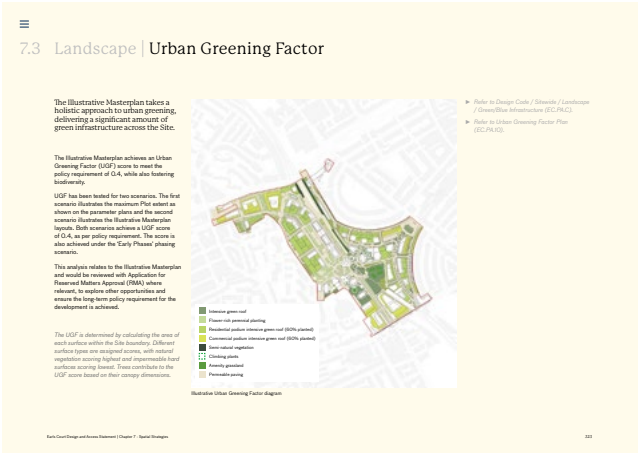 7.3 Landscape | Urban Greening Factor
The Illustrative Masterplan takes a
holistic approach to urban greening,
delivering a significant amount of
green infrastructure across the Site.
The Illustrative Masterplan achieves an Urban
Greening Factor (UGF) score to meet the
policy requirement of 0.4, while also fostering
biodiversity.
UGF has been tested for two scenarios. The first
scenario illustrates the maximum Plot extent as
shown on the parameter plans and the second
scenario illustrates the Illustrative Masterplan
layouts. Both scenarios achieve a UGF score
of 0.4, as per policy requirement. The score is
also achieved under the 'Early Phases' phasing
scenario.
This analysis relates to the Illustrative Masterplan
and would be reviewed with Application for
Reserved Matters Approval (RMA) where
relevant, to explore other opportunities and
ensure the long-term policy requirement for the
development is achieved.
The UGF is determined by calculating the area of
each surface within the Site boundary. Different
surface types are assigned scores, with natural
vegetation scoring highest and impermeable hard
surfaces scoring lowest. Trees contribute to the
UGF score based on their canopy dimensions.
Intensive green roof
Flower-rich perennial planting
Residential podium intensive green roof (80% planted)
Commercial podium intensive green roof (60% planted)
Semi-natural vegetation
Climbing plants
Amenity grassland
Permeable paving
Illustrative Urban Greening Factor diagram
► Refer to Design Code / Sitewide / Landscape
/ Green/Blue Infrastructure (EC.PA.C).
► Refer to Urban Greening Factor Plan
Earls Court Design and Access Statement | Chapter 7 - Spatial Strategies